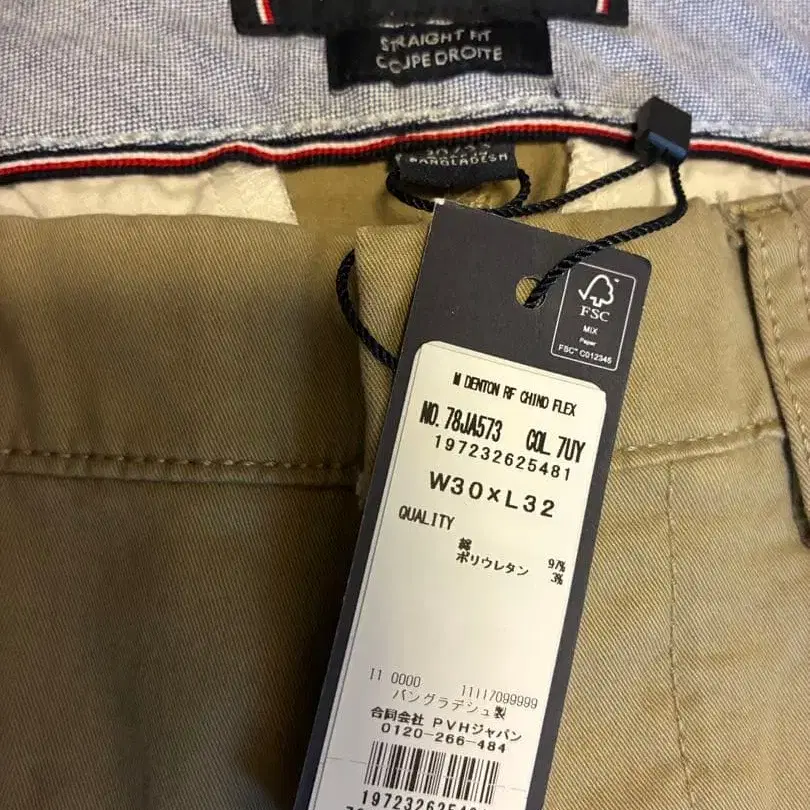 STRAIGHT FIT
COUPE DROITE
BANGLADESH
FSC
MIX
Paper
FSC™ C012345
M DENTON RF CHINO FLEX
NO. 78JA573 COL. 7UY
197232625481
W30×L32
QUALITY
綿 97%
ポリウレタン 3%
I1 0000 11117099999
バングラデシュ製
合同会社 PVHジャパン
0120-266-484